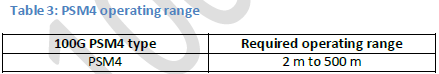 Table 3: PSM4 operating range
100G PSM4 type Required operating range
PSM4 2 m to 500 m